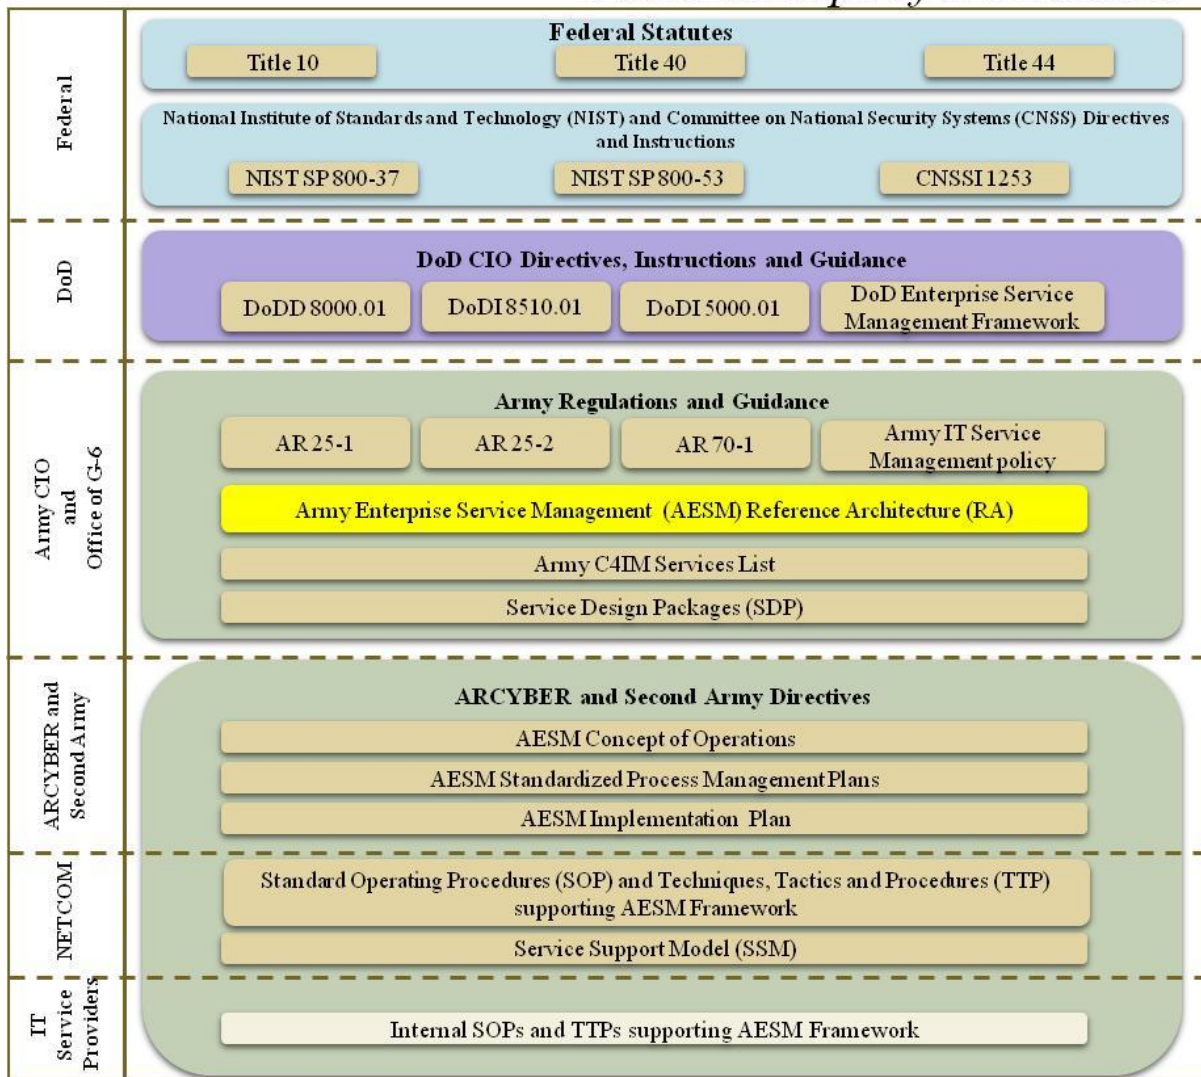 Federal
Federal Statutes
Title 10
Title 40
Title 44
National Institute of Standards and Technology (NIST) and Committee on National Security Systems (CNSS) Directives
and Instructions
NIST SP 800-37
NIST SP 800-53
CNSSI 1253
DoD
DoD CIO Directives, Instructions and Guidance
DoDD 8000.01
DoDI 8510.01
DoDI 5000.01
DoD Enterprise Service
Management Framework
Army CIO
and
Office of G-6
Army Regulations and Guidance
AR 25-1
AR 25-2
AR 70-1
Army IT Service
Management policy
Army Enterprise Service Management (AESM) Reference Architecture (RA)
Army C4IM Services List
Service Design Packages (SDP)
ARCYBER and
Second Army
ARCYBER and Second Army Directives
AESM Concept of Operations
AESM Standardized Process Management Plans
AESM Implementation Plan
NETCOM
Standard Operating Procedures (SOP) and Techniques, Tactics and Procedures (TTP)
supporting AESM Framework
Service Support Model (SSM)
IT
Service
Providers
Internal SOPs and TTPs supporting AESM Framework